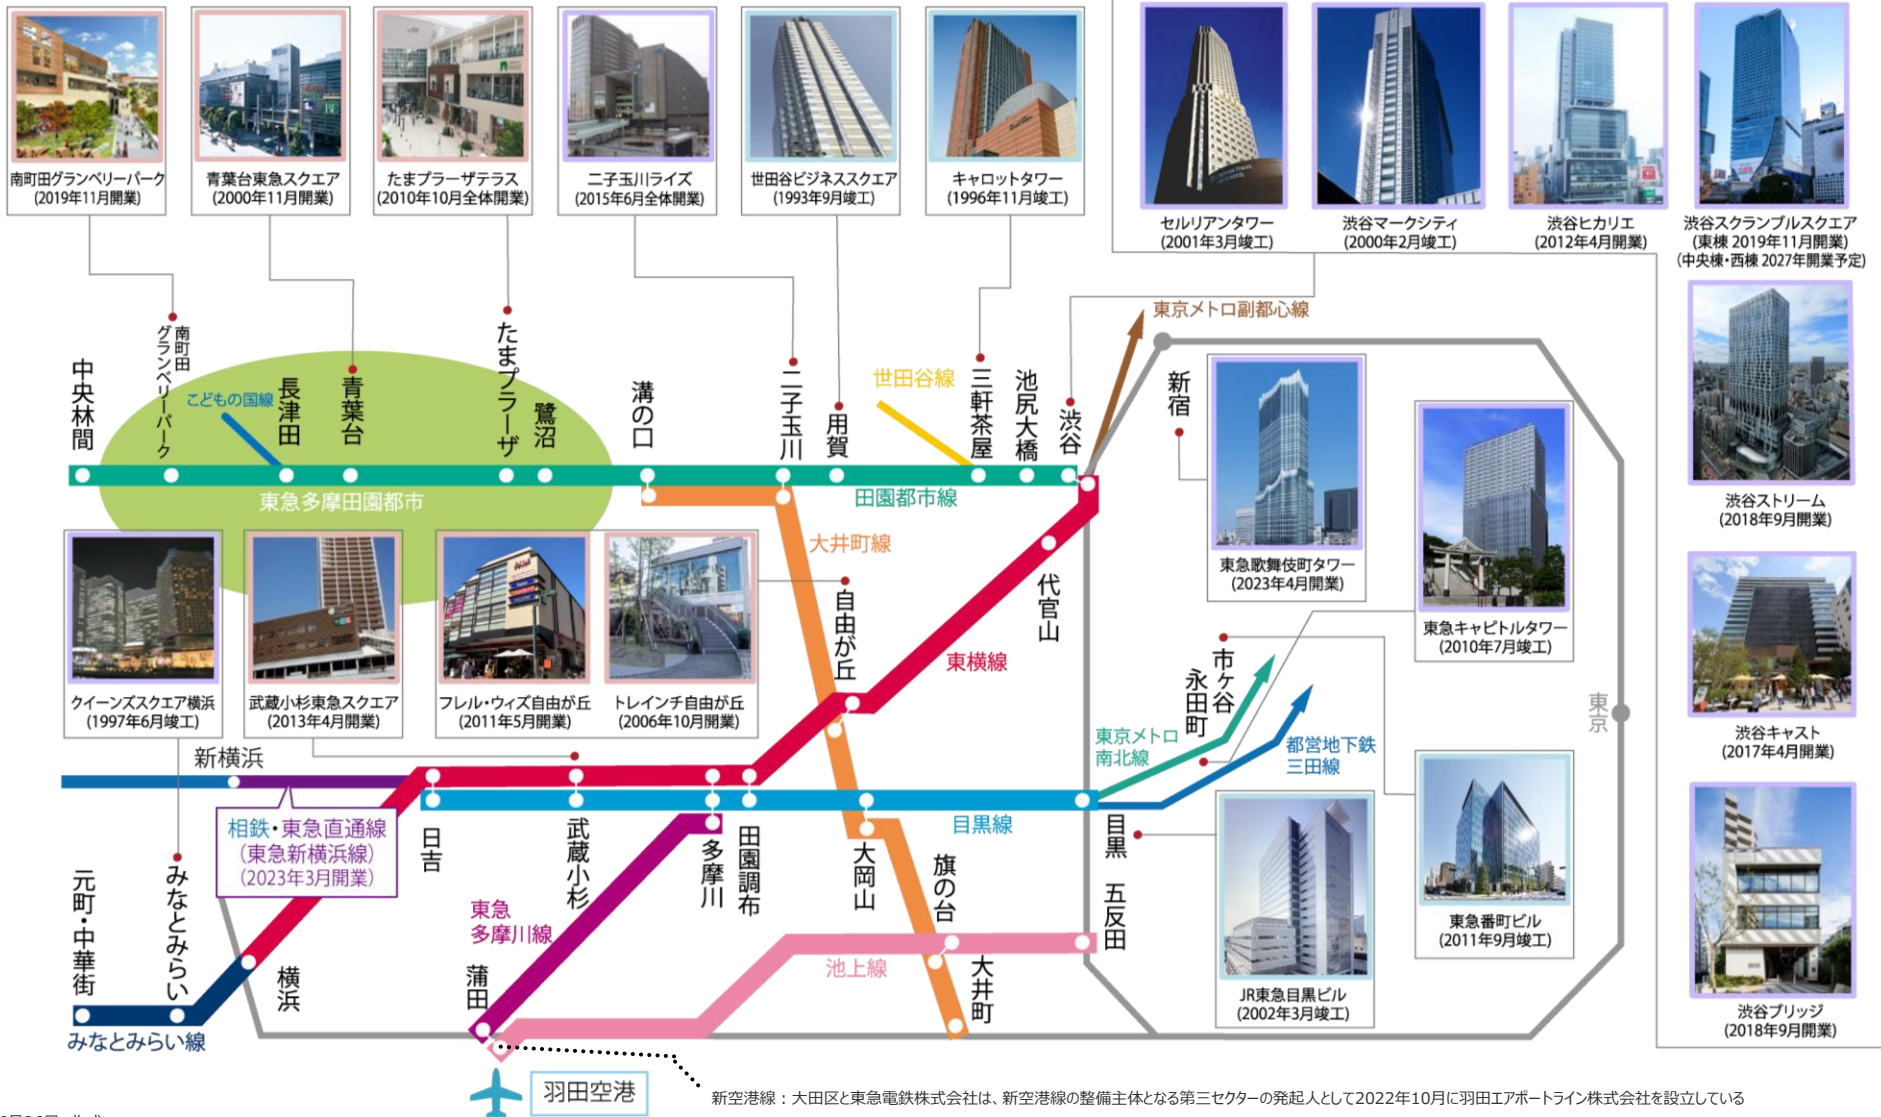 南町田グランベリーパーク
(2019年11月開業)
青葉台東急スクエア
(2000年11月開業)
たまプラーザテラス
(2010年10月全体開業)
二子玉川ライズ
(2015年6月全体開業)
世田谷ビジネススクエア
(1993年9月竣工)
キャロットタワー
(1996年11月竣工)
セルリアンタワー
(2001年3月竣工)
渋谷マークシティ
(2000年2月竣工)
渋谷ヒカリエ
(2012年4月開業)
渋谷スクランブルスクエア
(東棟 2019年11月開業)
(中央棟・西棟 2027年開業予定)
東京メトロ副都心線
中央林間
南町田
グランベリーパーク
こどもの国線
長津田
青葉台
たまプラーザ
鷺沼
溝の口
二子玉川
用賀
世田谷線
三軒茶屋
池尻大橋
渋谷
新宿
東急多摩田園都市
田園都市線
大井町線
代官山
自由が丘
東横線
東急歌舞伎町タワー
(2023年4月開業)
東急キャピトルタワー
(2010年7月竣工)
渋谷ストリーム
(2018年9月開業)
クイーンズスクエア横浜
(1997年6月竣工)
武蔵小杉東急スクエア
(2013年4月開業)
フレル・ウィズ自由が丘
(2011年5月開業)
トレインチ自由が丘
(2006年10月開業)
市ヶ谷
永田町
東京
東京メトロ
南北線
都営地下鉄
三田線
渋谷キャスト
(2017年4月開業)
新横浜
相鉄・東急直通線
(東急新横浜線)
(2023年3月開業)
日吉
武蔵小杉
多摩川
田園調布
大岡山
目黒線
目黒
旗の台
五反田
元町・中華街
みなとみらい
横浜
東急
多摩川線
蒲田
池上線
大井町
みなとみらい線
JR東急目黒ビル
(2002年3月竣工)
東急番町ビル
(2011年9月竣工)
渋谷ブリッジ
(2018年9月開業)
羽田空港
新空港線：大田区と東急電鉄株式会社は、新空港線の整備主体となる第三セクターの発起人として2022年10月に羽田エアポートライン株式会社を設立している